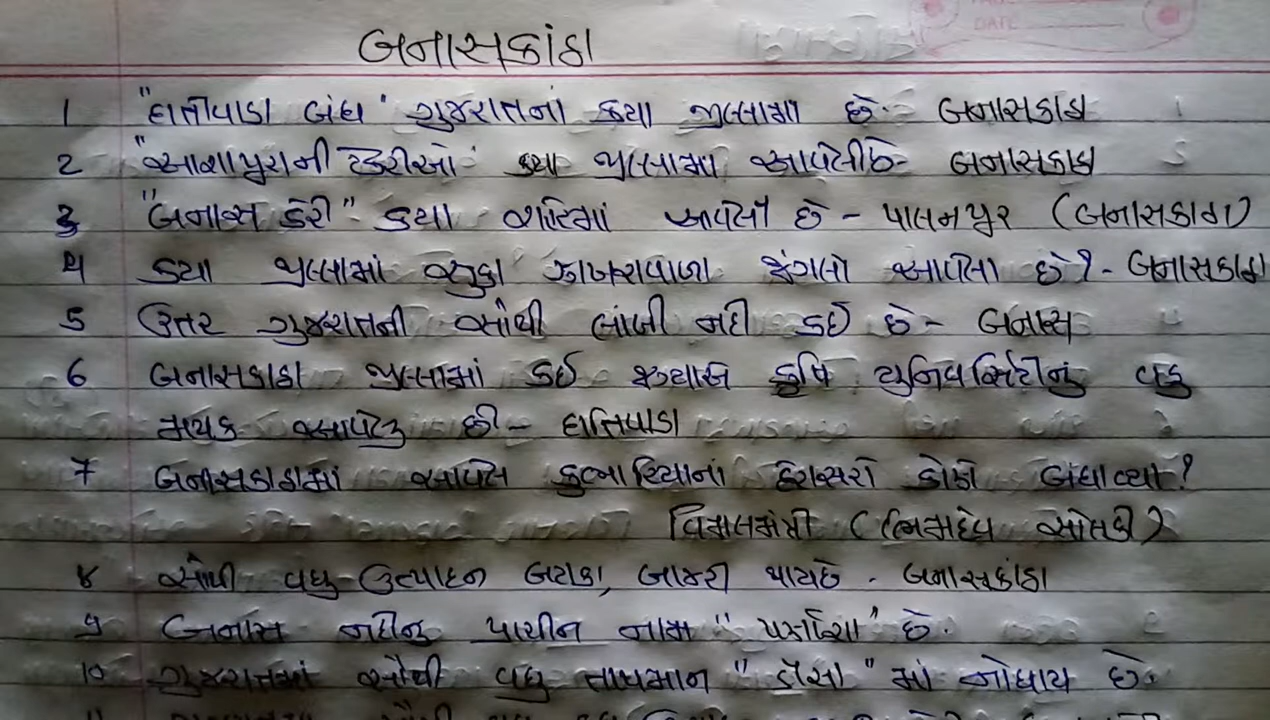 બનાસકાંઠા
1 "દાંતીવાડા બંધ" ગુજરાતનાં કયા જીલ્લામાં છે- બનાસકાંઠા
2 "આશાપુરાની ટેકરીઓ" કયા જીલ્લામાં આવેલી છે- બનાસકાંઠા
3 "બનાસ ડેરી" કયા શહેરમાં આવેલી છે - પાલનપુર (બનાસકાંઠા)
4 કયા જીલ્લામાં સુકા ઝાખરાવાળા જંગલો આવેલા છે? - બનાસકાંઠા
5 ઉત્તર ગુજરાતની સૌથી લાંબી નદી કઈ છે- બનાસ
6 બનાસકાઠા જીલ્લામાં કઈ જગ્યાએ કૃષિ યુનિવર્સિટીનું વડુ
મથક આવેલુ છે - દાંતિવાડા
7 બનાસકાઠામાં આવેલ કુંભારિયાનાં દેરાસરો કોણે બંધાવ્યા?
વિમલમંત્રી (ભિમદેવ સોલંકી)
8 સૌથી વધુ ઉત્પાદન બટાકા, બાજરી થાય છે - બનાસકાંઠા
9 બનાસ નદીનુ પ્રાચીન નામ "પર્ણાશા" છે.
10 ગુજરાતમાં સૌથી વધુ તાપમાન "ડીસા" માં નોધાય છે.